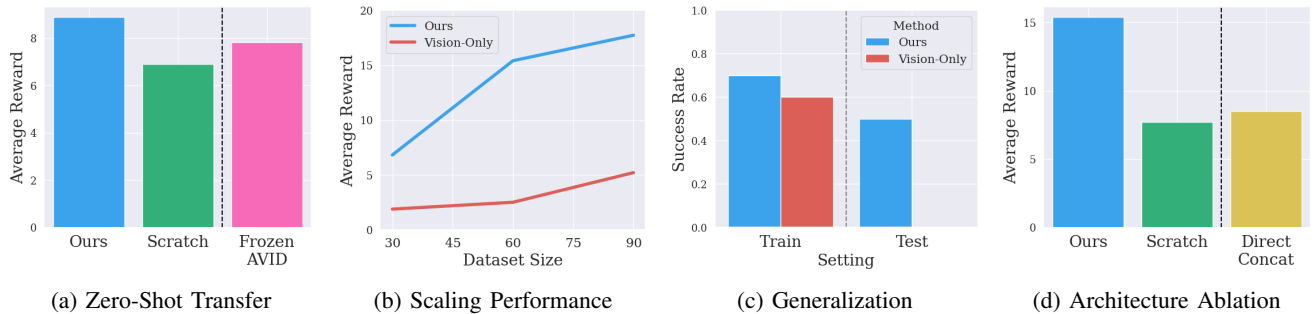 Average Reward
8
6
4
2
0
Ours
Scratch
Frozen
AVID
(a) Zero-Shot Transfer
Average Reward
20
15
10
5
0
Ours
Vision-Only
30
45
60
75
90
Dataset Size
(b) Scaling Performance
Success Rate
1.0
0.8
0.6
0.4
0.2
0.0
Method
Ours
Vision-Only
Train
Test
Setting
(c) Generalization
Average Reward
15
10
5
0
Ours
Scratch
Direct
Concat
(d) Architecture Ablation